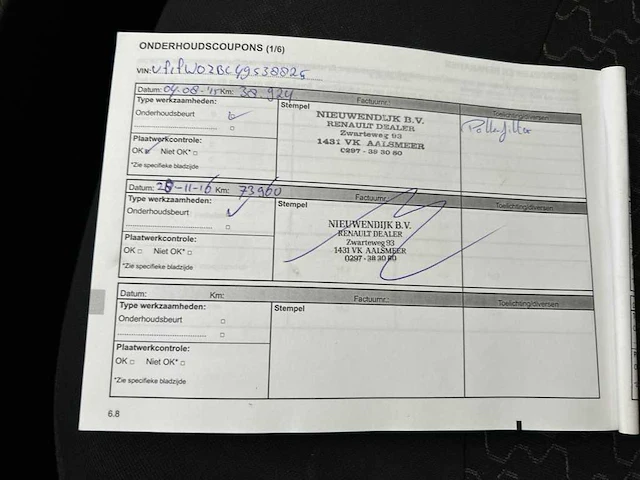 ONDERHOUDSCOUPONS (1/6)
VIN:
Datum: 04-08-'15 Km: 38 924 Factuurnr.: Toelichting/diversen
Type werkzaamheden: Stempel
Onderhoudsbeurt
Pollenfilter
NIEUWENDIJK B.V.
RENAULT DEALER
Zwarteweg 93
1431 VK AALSMEER
0297 - 38 30 80
Plaatwerkcontrole:
OK Niet OK*
*Zie specifieke bladzijde
Datum: 28-11-16 Km: 73960 Factuurnr.: Toelichting/diversen
Type werkzaamheden: Stempel
Onderhoudsbeurt
NIEUWENDIJK B.V.
RENAULT DEALER
Zwarteweg 93
1431 VK AALSMEER
0297 - 38 30 80
Plaatwerkcontrole:
OK Niet OK*
*Zie specifieke bladzijde
Datum: Km: Factuurnr.: Toelichting/diversen
Type werkzaamheden: Stempel
Onderhoudsbeurt
Plaatwerkcontrole:
OK Niet OK*
*Zie specifieke bladzijde
6.8